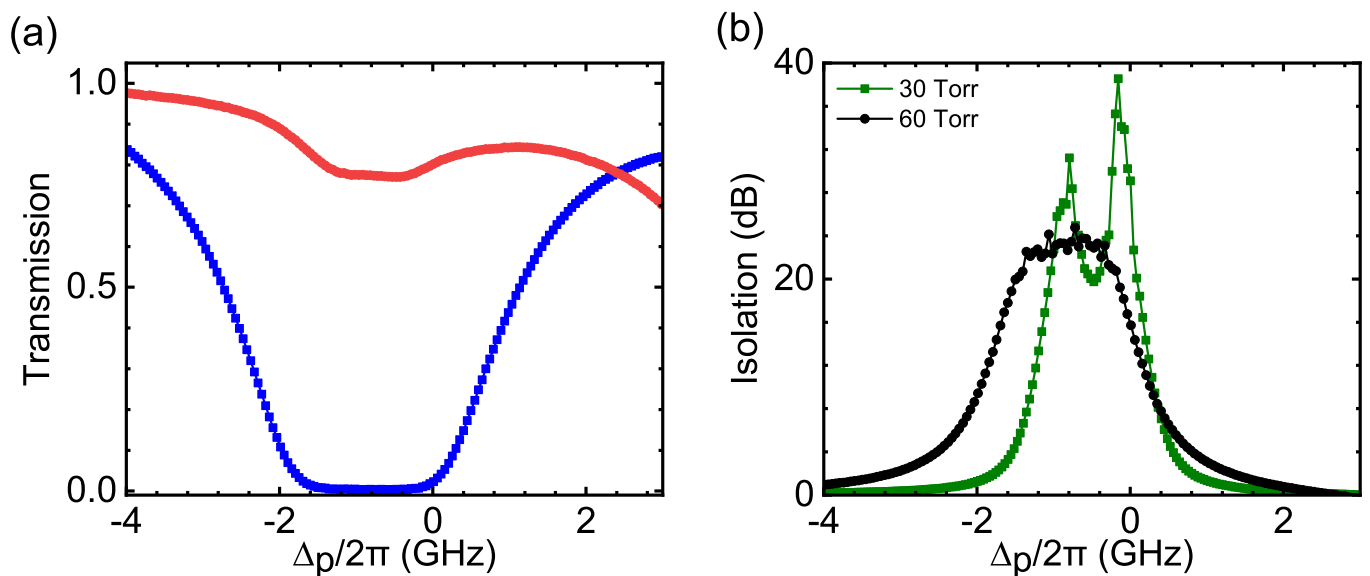 (a)
1.0
0.5
0.0
Transmission
-4 -2 0 2
Δp/2π (GHz)
(b)
40
20
0
Isolation (dB)
30 Torr
60 Torr
-4 -2 0 2
Δp/2π (GHz)